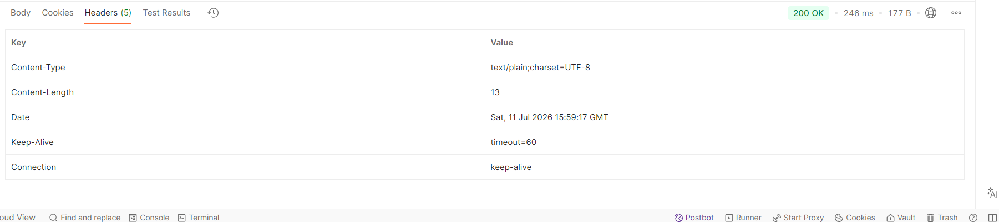 Body Cookies Headers (5) Test Results 200 OK 246 ms 177 B
Key Value
Content-Type text/plain;charset=UTF-8
Content-Length 13
Date Sat, 11 Jul 2026 15:59:17 GMT
Keep-Alive timeout=60
Connection keep-alive
AI
oud View Find and replace Console Terminal Postbot Runner Start Proxy Cookies Vault Trash